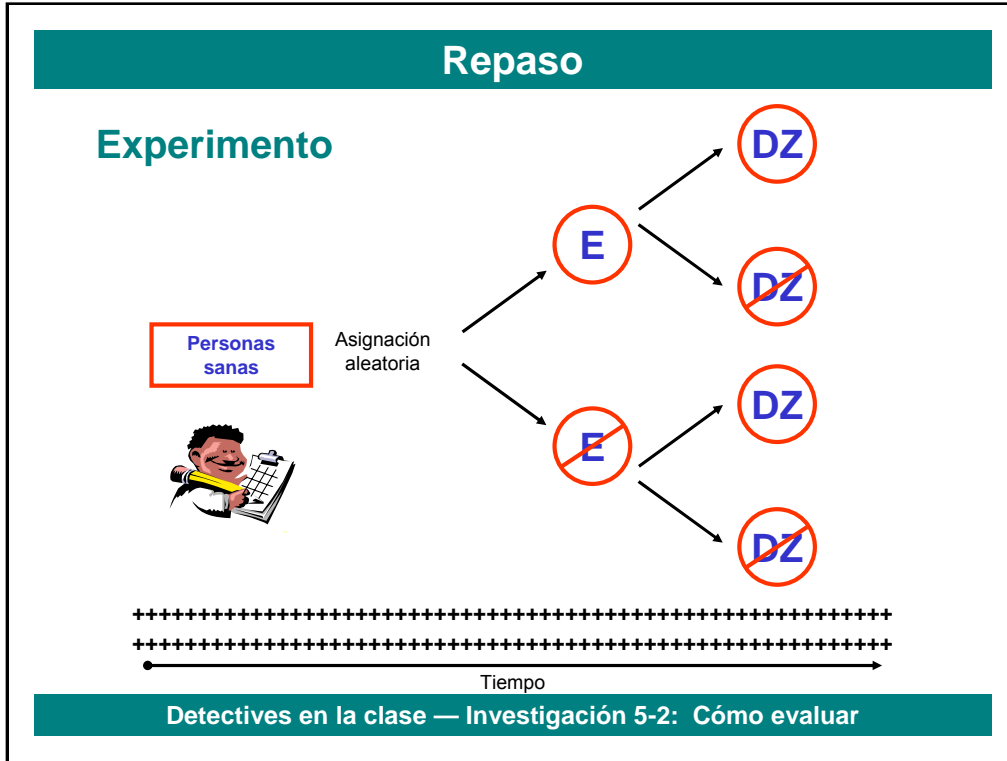 Repaso
Experimento
DZ
E
DZ
Personas
sanas
Asignación
aleatoria
DZ
E
DZ
++++++++++++++++++++++++++++++++++++++++++++++++++++++++++
++++++++++++++++++++++++++++++++++++++++++++++++++++++++++
Tiempo
Detectives en la clase — Investigación 5-2: Cómo evaluar